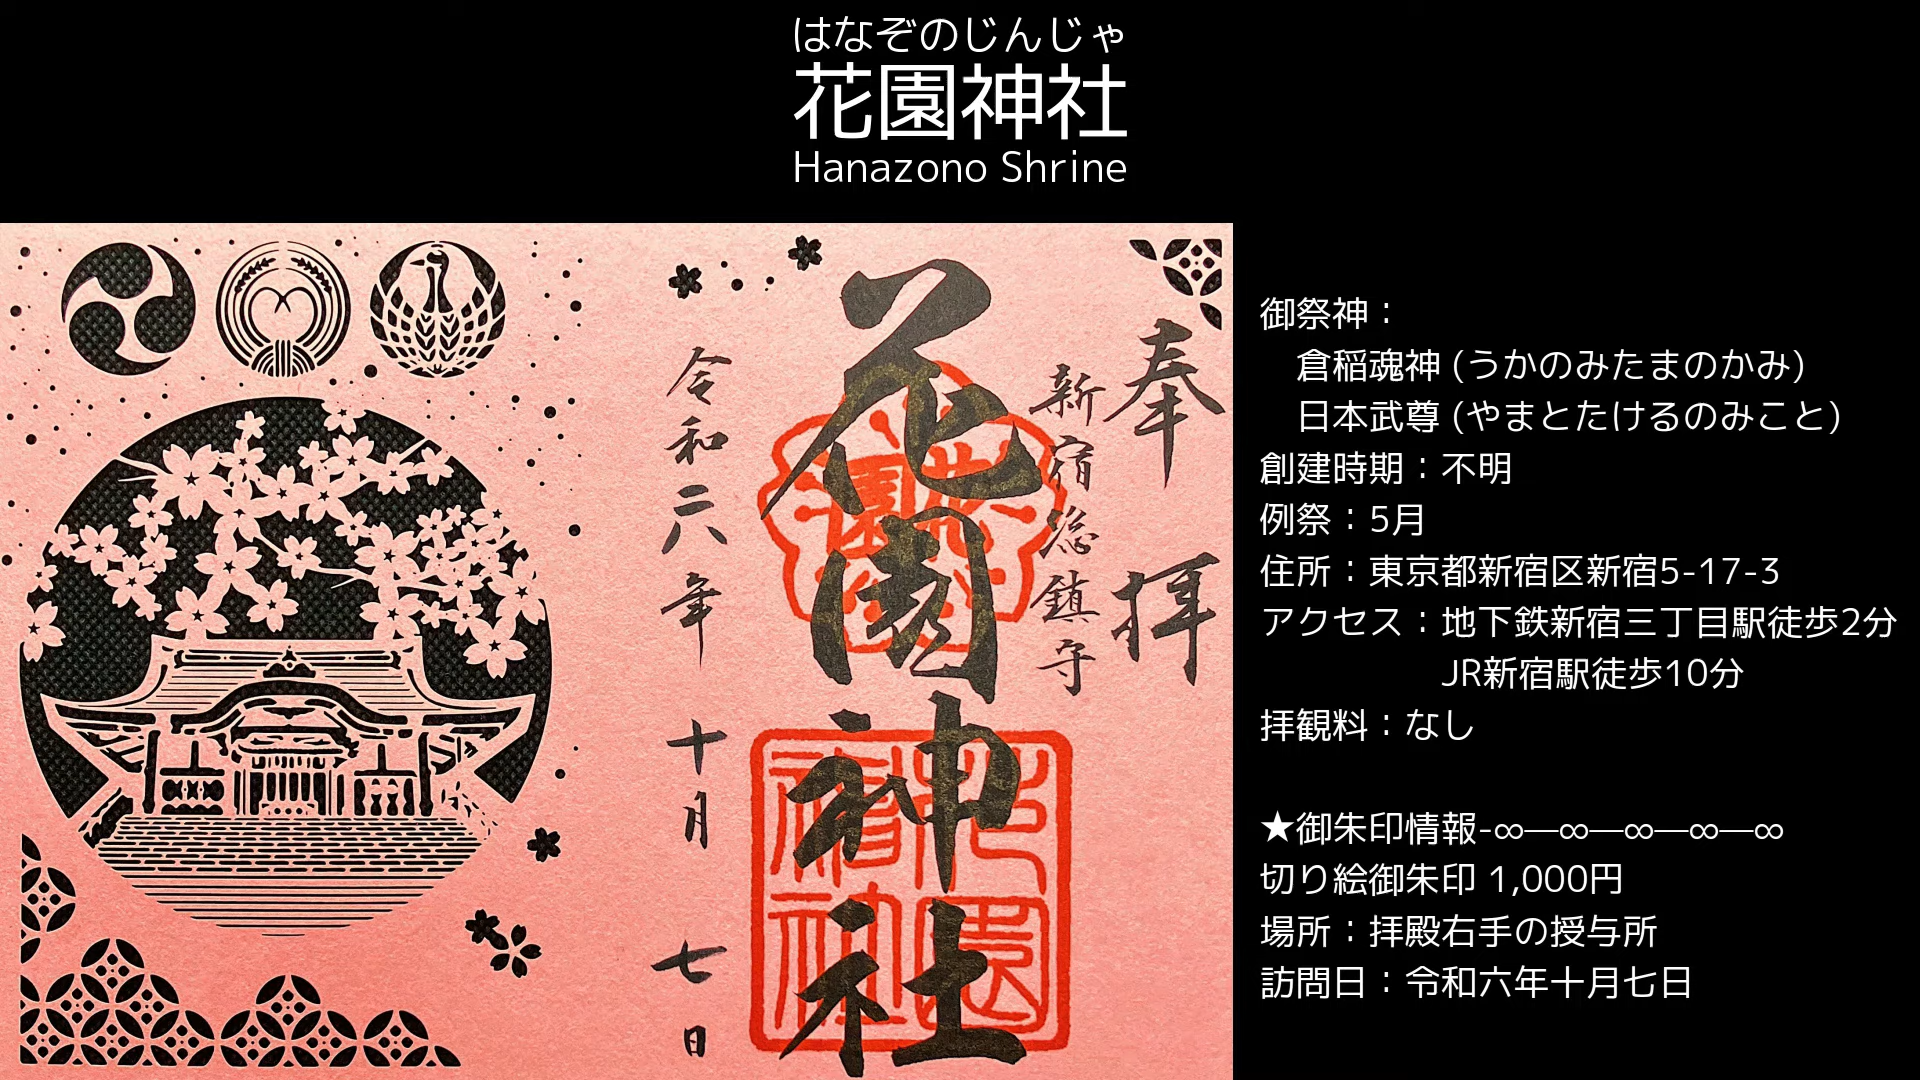 はなぞのじんじゃ
花園神社
Hanazono Shrine
奉拝
新宿総鎮守
花園神社
令和六年十月七日
花園神社
御祭神：
倉稲魂神 (うかのみたまのかみ)
日本武尊 (やまとたけるのみこと)
創建時期：不明
例祭：5月
住所：東京都新宿区新宿5-17-3
アクセス：地下鉄新宿三丁目駅徒歩2分
JR新宿駅徒歩10分
拝観料：なし
★御朱印情報-∞—∞—∞—∞—∞
切り絵御朱印 1,000円
場所：拝殿右手の授与所
訪問日：令和六年十月七日